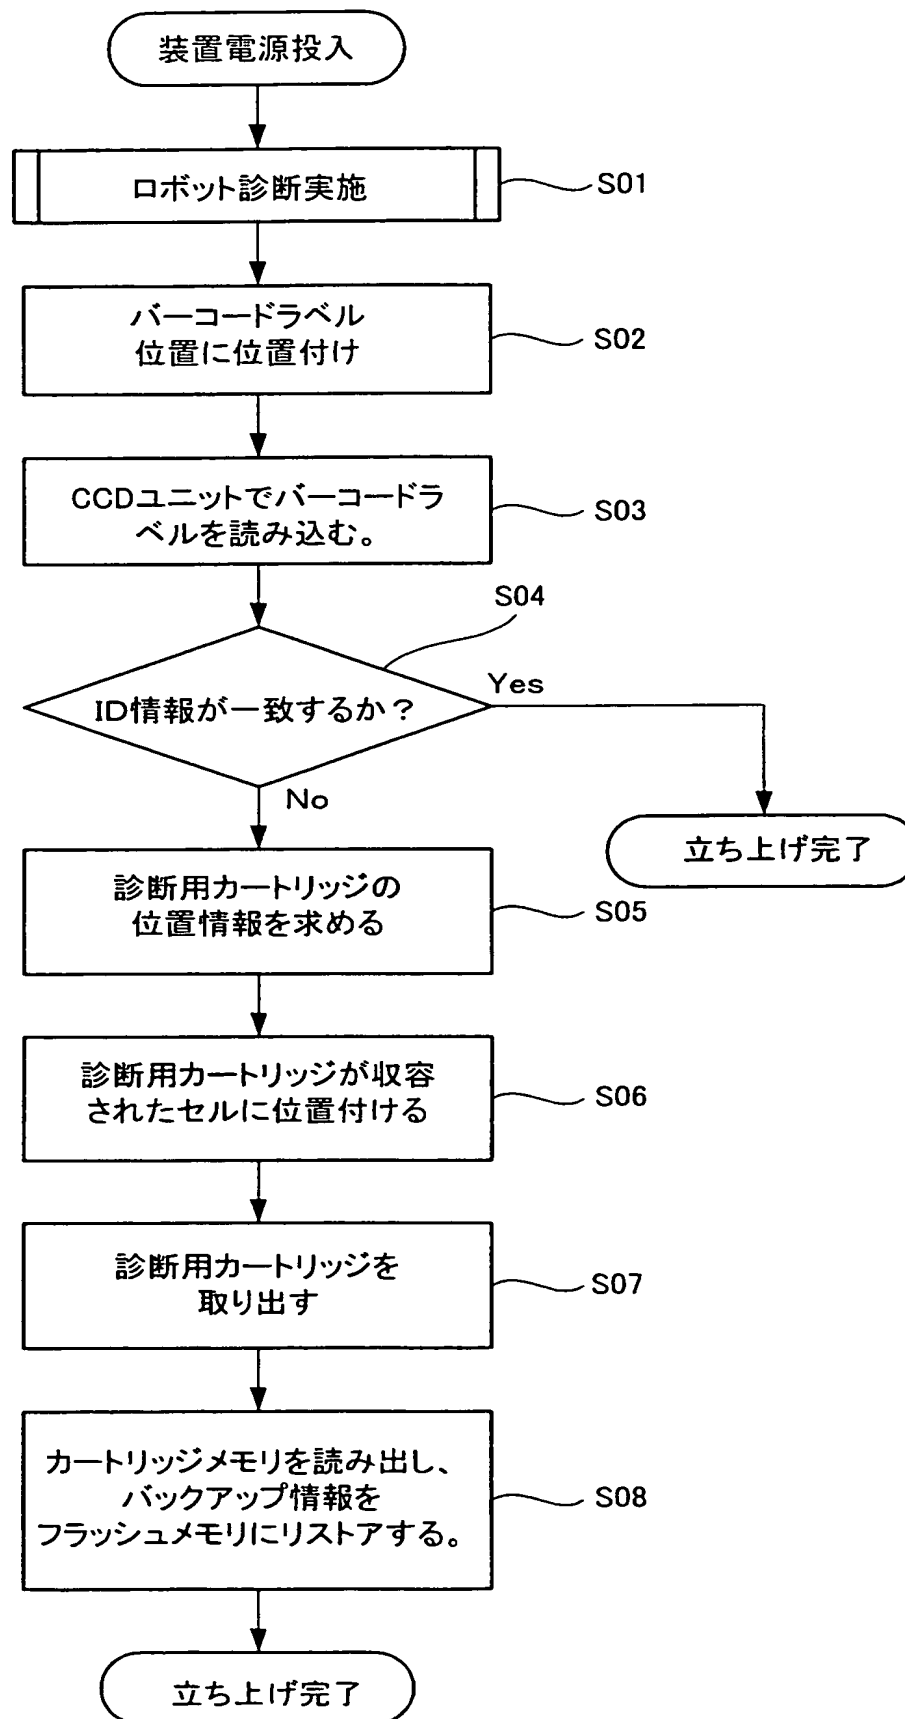 装置電源投入
ロボット診断実施
S01
バーコードラベル
位置に位置付け
S02
CCDユニットでバーコードラ
ベルを読み込む。
S03
S04
ID情報が一致するか？
Yes
No
立ち上げ完了
診断用カートリッジの
位置情報を求める
S05
診断用カートリッジが収容
されたセルに位置付ける
S06
診断用カートリッジを
取り出す
S07
カートリッジメモリを読み出し、
バックアップ情報を
フラッシュメモリにリストアする。
S08
立ち上げ完了